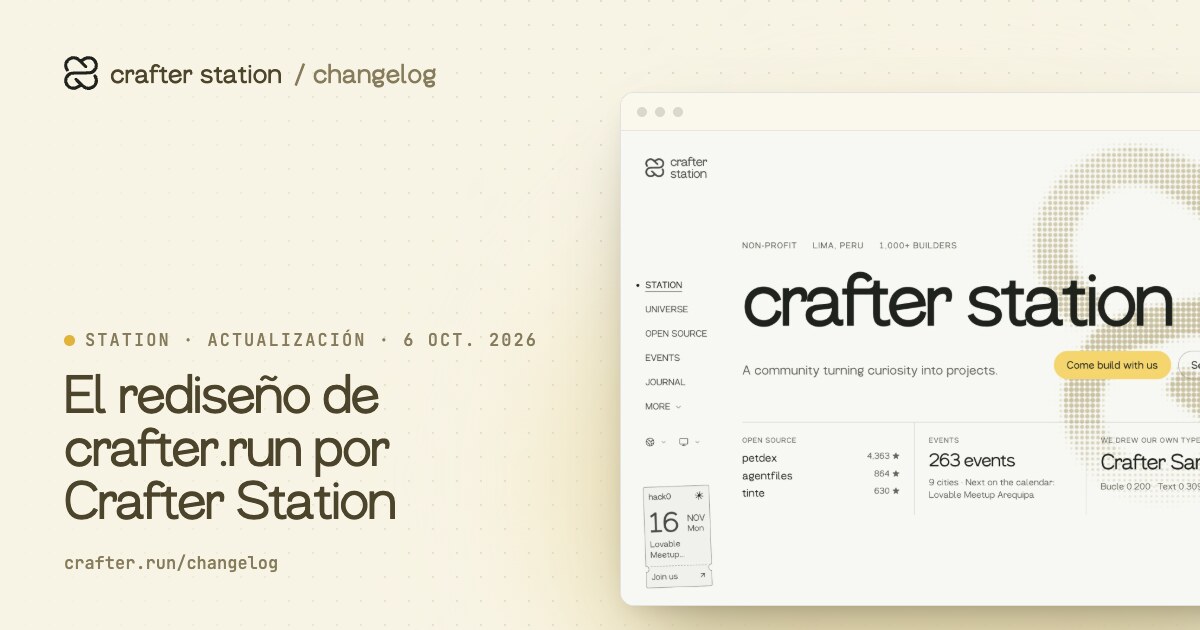 crafter station / changelog
STATION · ACTUALIZACIÓN · 6 OCT. 2026
El rediseño de
crafter.run por
Crafter Station
crafter.run/changelog
crafter
station
STATION
UNIVERSE
OPEN SOURCE
EVENTS
JOURNAL
MORE
hack0
16
NOV
Mon
Lovable
Meetup...
Join us
NON-PROFIT LIMA, PERU 1,000+ BUILDERS
crafter station
A community turning curiosity into projects.
Come build with us
OPEN SOURCE
petdex 4,363 ★
agentfiles 864 ★
tinte 630 ★
EVENTS
263 events
9 cities · Next on the calendar:
Lovable Meetup Arequipa
WE DREW OUR OWN TYPE
Crafter
Bucle 0.200 · Text